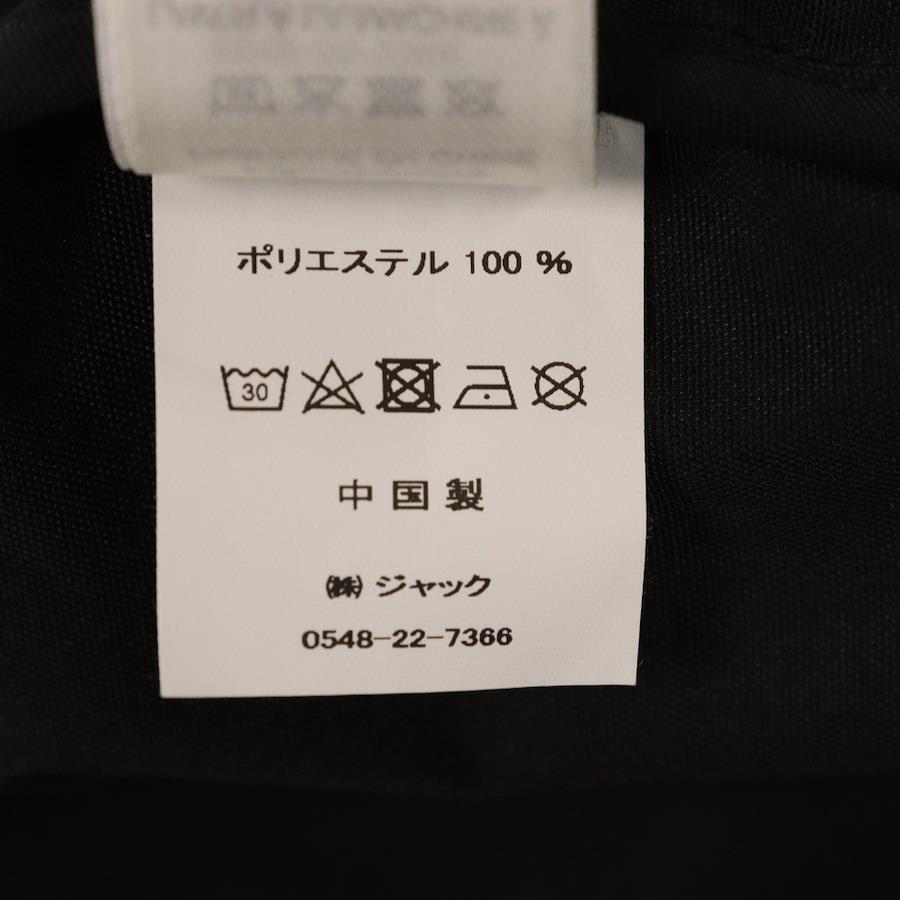 ポリエステル 100 %
30
中国製
㈱ ジャック
0548-22-7366